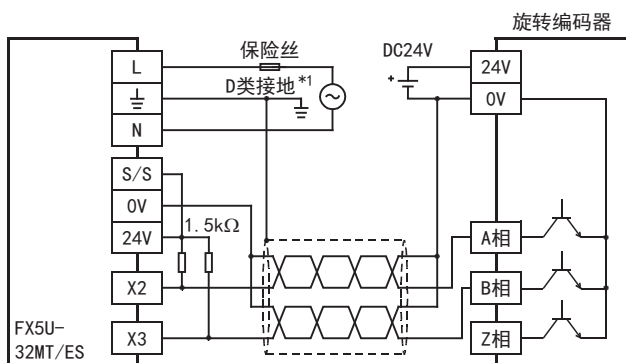 旋转编码器
保险丝
DC24V
L
D类接地*1
24V
+
0V
N
S/S
0V
24V
1.5kΩ
A相
X2
B相
X3
Z相
FX5U-
32MT/ES